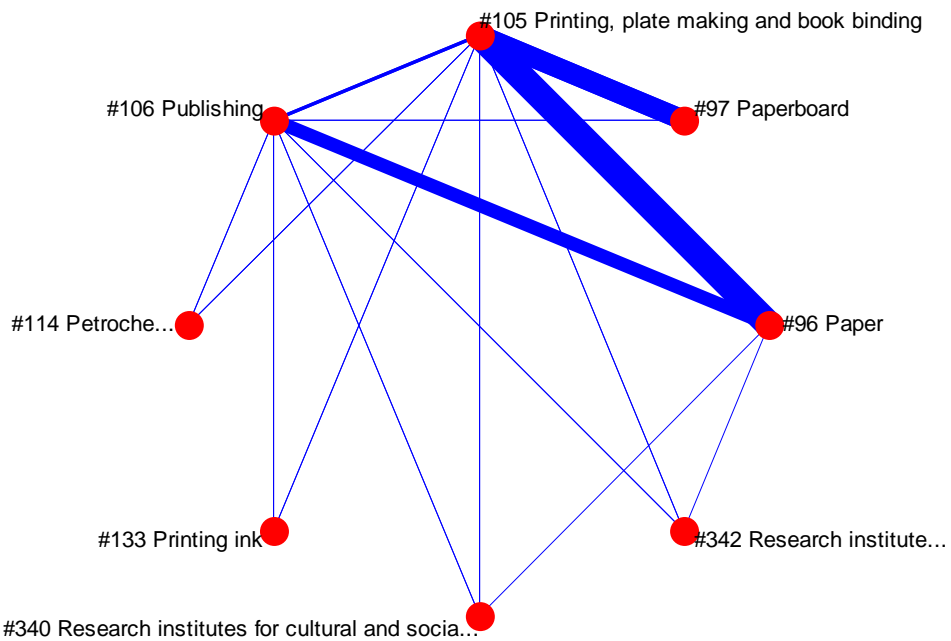 #105 Printing, plate making and book binding
#106 Publishing
#97 Paperboard
#114 Petroche...
#96 Paper
#133 Printing ink
#342 Research institute...
#340 Research institutes for cultural and socia...